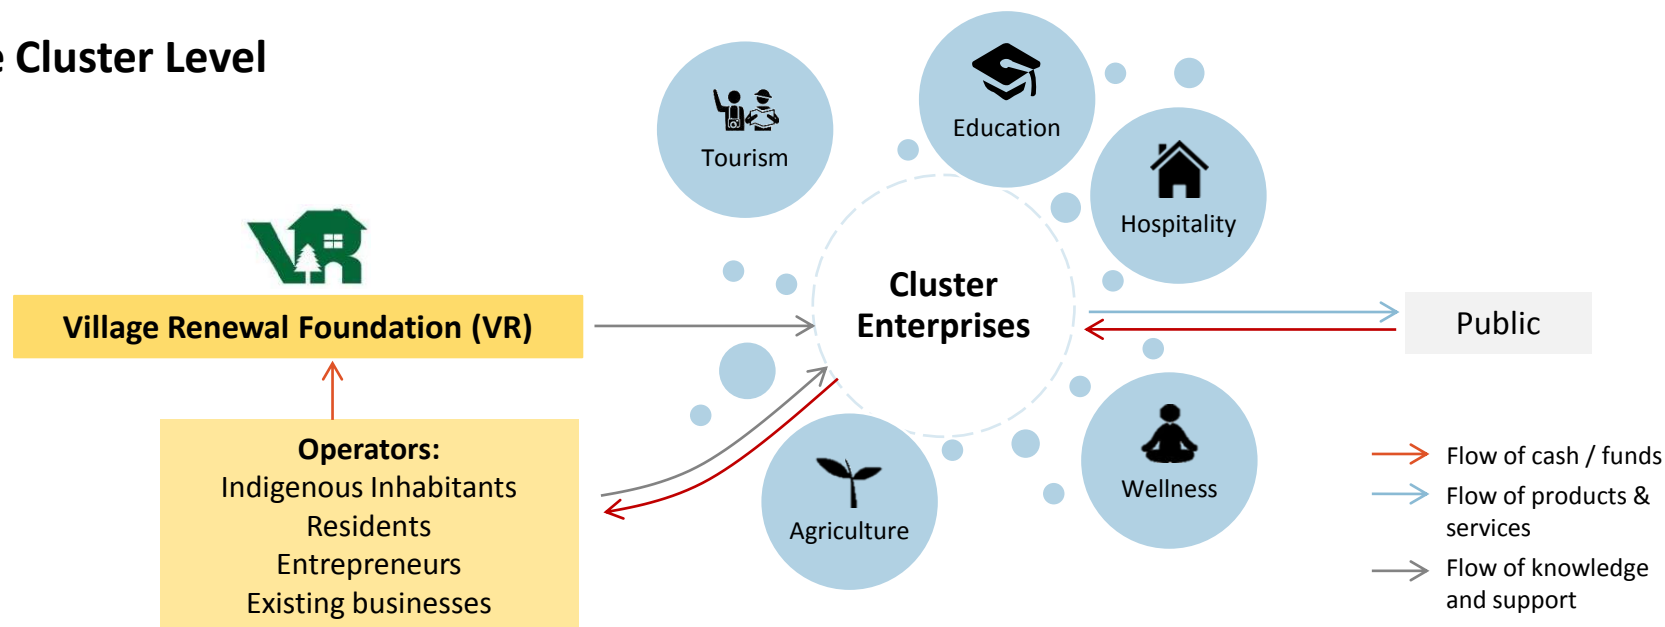 e Cluster Level
Education
Tourism
Hospitality
VR
Cluster
Enterprises
Village Renewal Foundation (VR)
Public
Operators:
Indigenous Inhabitants
Residents
Entrepreneurs
Existing businesses
Agriculture
Wellness
Flow of cash / funds
Flow of products &
services
Flow of knowledge
and support